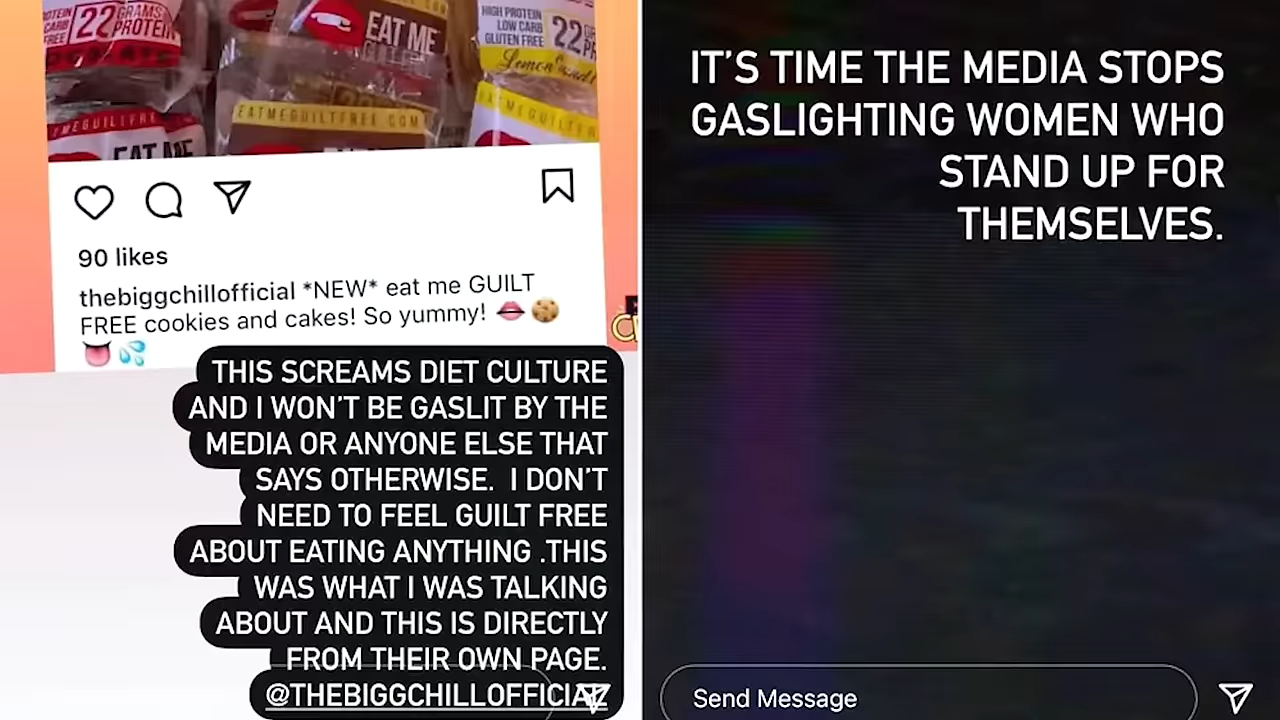 22 GRAMS PROTEIN
EAT ME
HIGH PROTEIN
LOW CARB
GLUTEN FREE
22
EATMEGUILTFREE.COM
EAT ME
90 likes
thebiggchillofficial *NEW* eat me GUILT
FREE cookies and cakes! So yummy! 🫦🍪
👅💦
THIS SCREAMS DIET CULTURE
AND I WON'T BE GASLIT BY THE
MEDIA OR ANYONE ELSE THAT
SAYS OTHERWISE. I DON'T
NEED TO FEEL GUILT FREE
ABOUT EATING ANYTHING .THIS
WAS WHAT I WAS TALKING
ABOUT AND THIS IS DIRECTLY
FROM THEIR OWN PAGE.
@THEBIGGCHILLOFFICIAL
IT'S TIME THE MEDIA STOPS
GASLIGHTING WOMEN WHO
STAND UP FOR
THEMSELVES.
Send Message